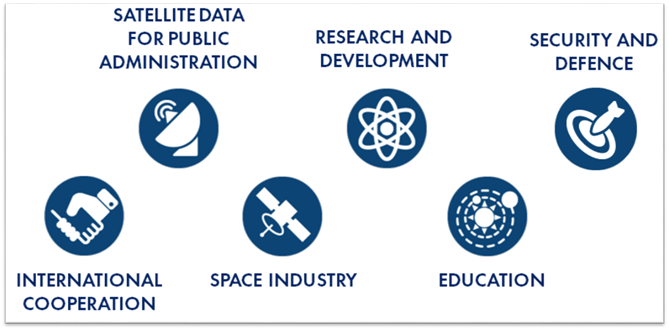 SATELLITE DATA
FOR PUBLIC
ADMINISTRATION
RESEARCH AND
DEVELOPMENT
SECURITY AND
DEFENCE
INTERNATIONAL
COOPERATION
SPACE INDUSTRY
EDUCATION